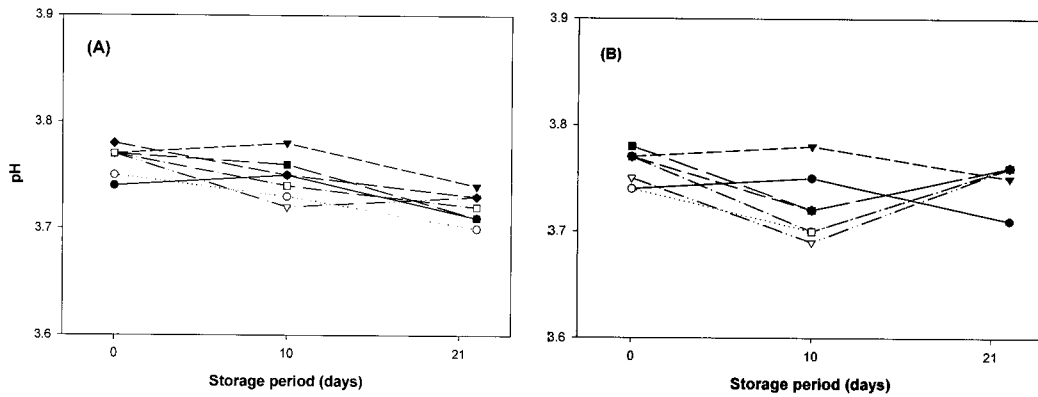 3.9
(A)
3.8
pH
3.7
3.6
0
10
21
Storage period (days)
3.9
(B)
3.8
3.7
3.6
0
10
21
Storage period (days)